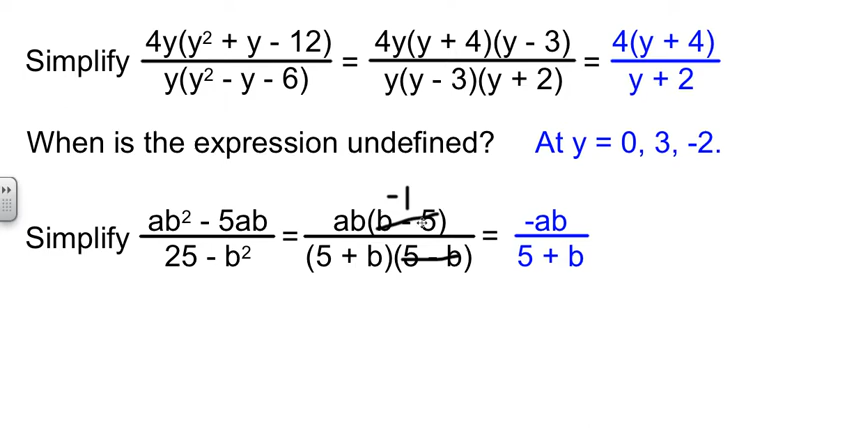 Simplify 4y(y² + y - 12) / y(y² - y - 6) = 4y(y + 4)(y - 3) / y(y - 3)(y + 2) = 4(y + 4) / y + 2
When is the expression undefined? At y = 0, 3, -2.
-1
Simplify ab² - 5ab / 25 - b² = ab(b - 5) / (5 + b)(5 - b) = -ab / 5 + b